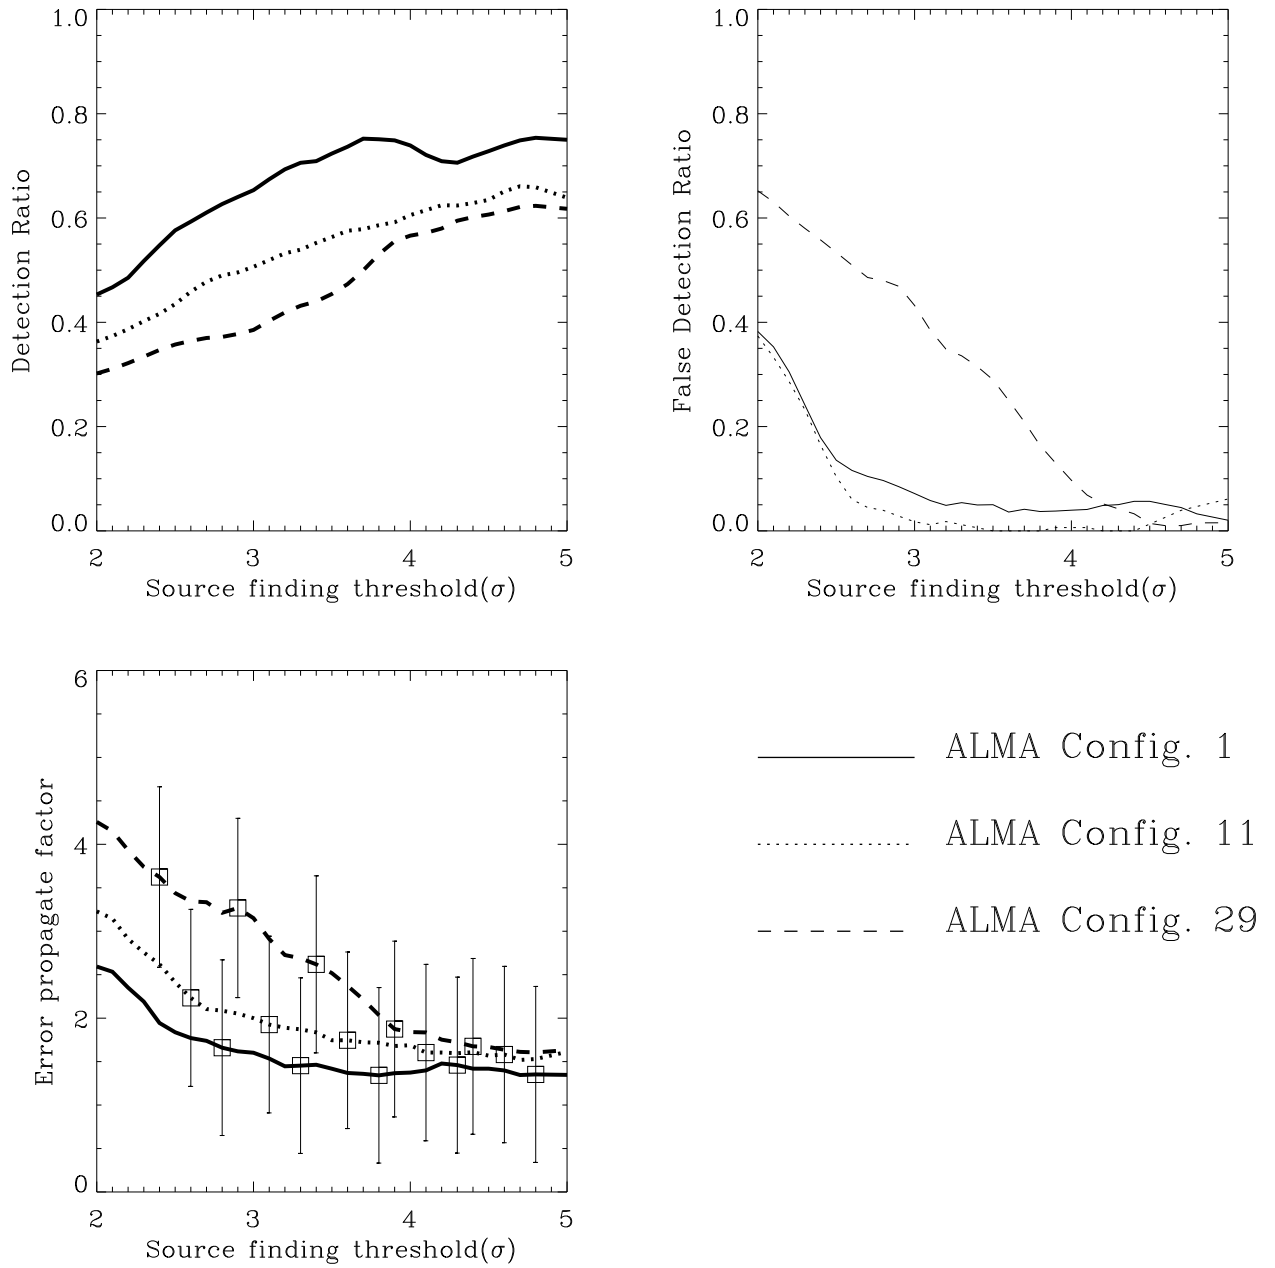 1.0
0.8
0.6
0.4
0.2
0.0
Detection Ratio
2 3 4 5
Source finding threshold(σ)
1.0
0.8
0.6
0.4
0.2
0.0
False Detection Ratio
2 3 4 5
Source finding threshold(σ)
6
4
2
0
Error propagate factor
2 3 4 5
Source finding threshold(σ)
ALMA Config. 1
ALMA Config. 11
ALMA Config. 29